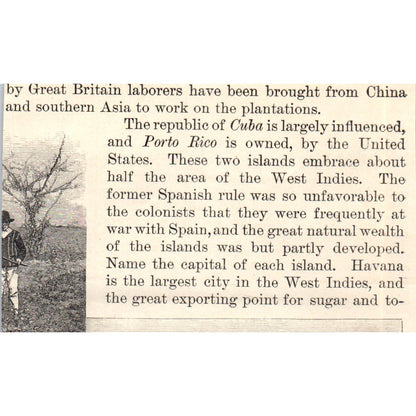 by Great Britain laborers have been brought from China
and southern Asia to work on the plantations.
The republic of Cuba is largely influenced,
and Porto Rico is owned, by the United
States. These two islands embrace about
half the area of the West Indies. The
former Spanish rule was so unfavorable to
the colonists that they were frequently at
war with Spain, and the great natural wealth
of the islands was but partly developed.
Name the capital of each island. Havana
is the largest city in the West Indies, and
the great exporting point for sugar and to-